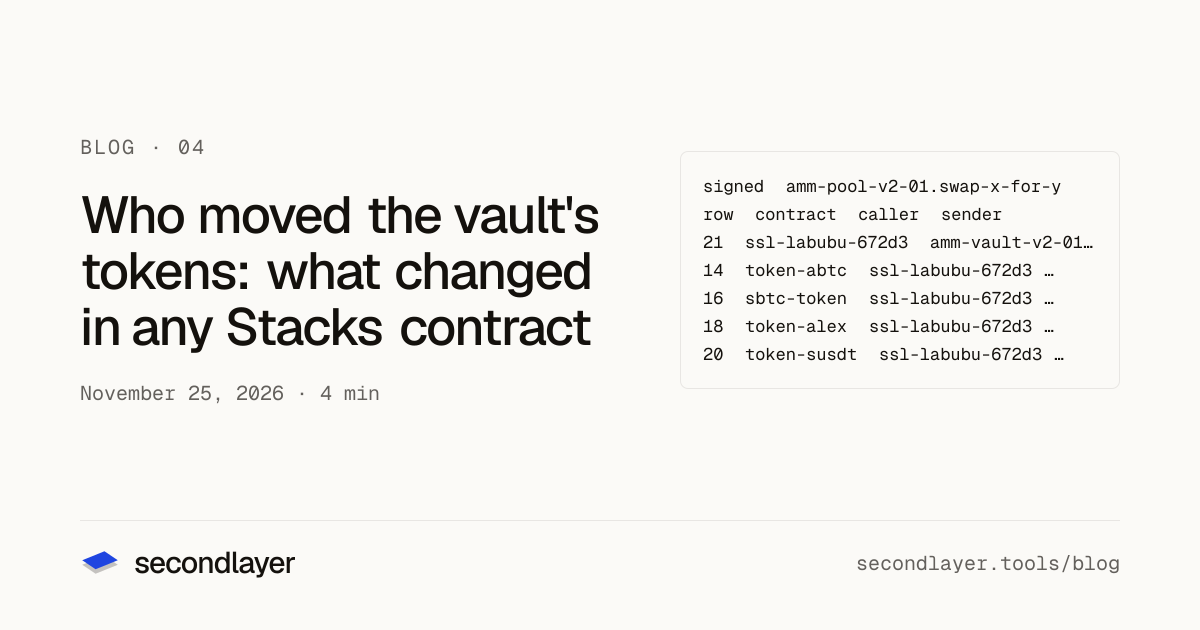 BLOG · 04
Who moved the vault's
tokens: what changed
in any Stacks contract
November 25, 2026 · 4 min
signed amm-pool-v2-01.swap-x-for-y
row contract caller sender
21 ssl-labubu-672d3 amm-vault-v2-01…
14 token-abtc ssl-labubu-672d3 …
16 sbtc-token ssl-labubu-672d3 …
18 token-alex ssl-labubu-672d3 …
20 token-susdt ssl-labubu-672d3 …
secondlayer
secondlayer.tools/blog